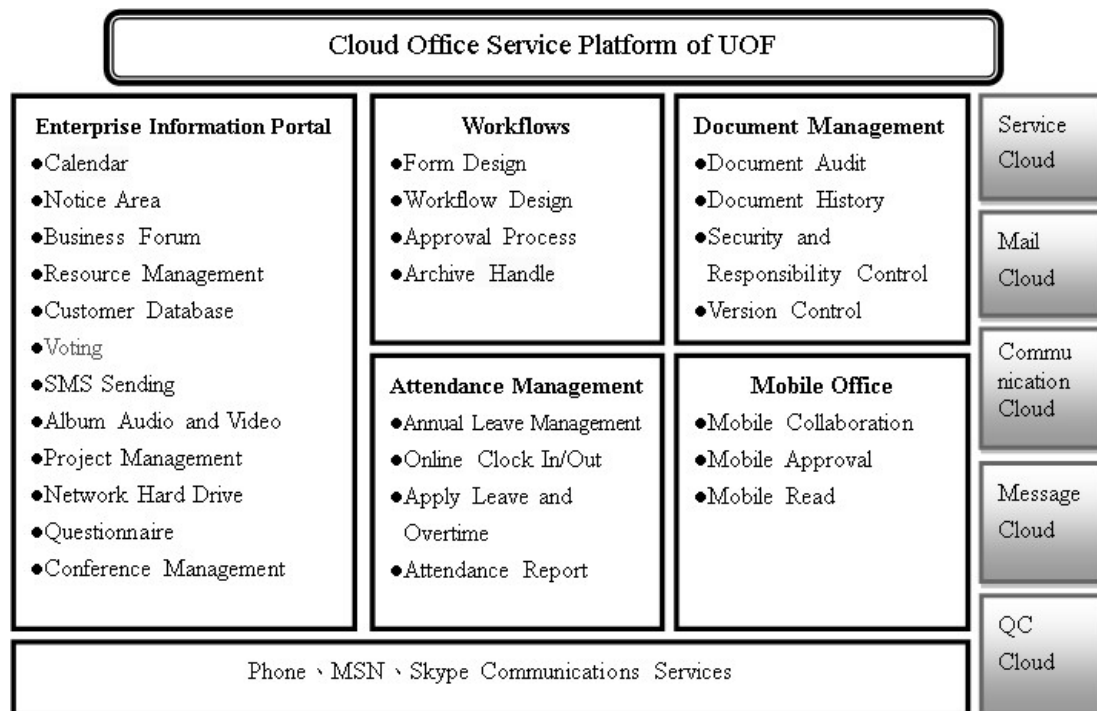 Cloud Office Service Platform of UOF
Enterprise Information Portal
●Calendar
●Notice Area
●Business Forum
●Resource Management
●Customer Database
●Voting
●SMS Sending
●Album Audio and Video
●Project Management
●Network Hard Drive
●Questionnaire
●Conference Management
Workflows
●Form Design
●Workflow Design
●Approval Process
●Archive Handle
Document Management
●Document Audit
●Document History
●Security and
Responsibility Control
●Version Control
Attendance Management
●Annual Leave Management
●Online Clock In/Out
●Apply Leave and
Overtime
●Attendance Report
Mobile Office
●Mobile Collaboration
●Mobile Approval
●Mobile Read
Service
Cloud
Mail
Cloud
Commu
nication
Cloud
Message
Cloud
QC
Cloud
Phone、MSN、Skype Communications Services